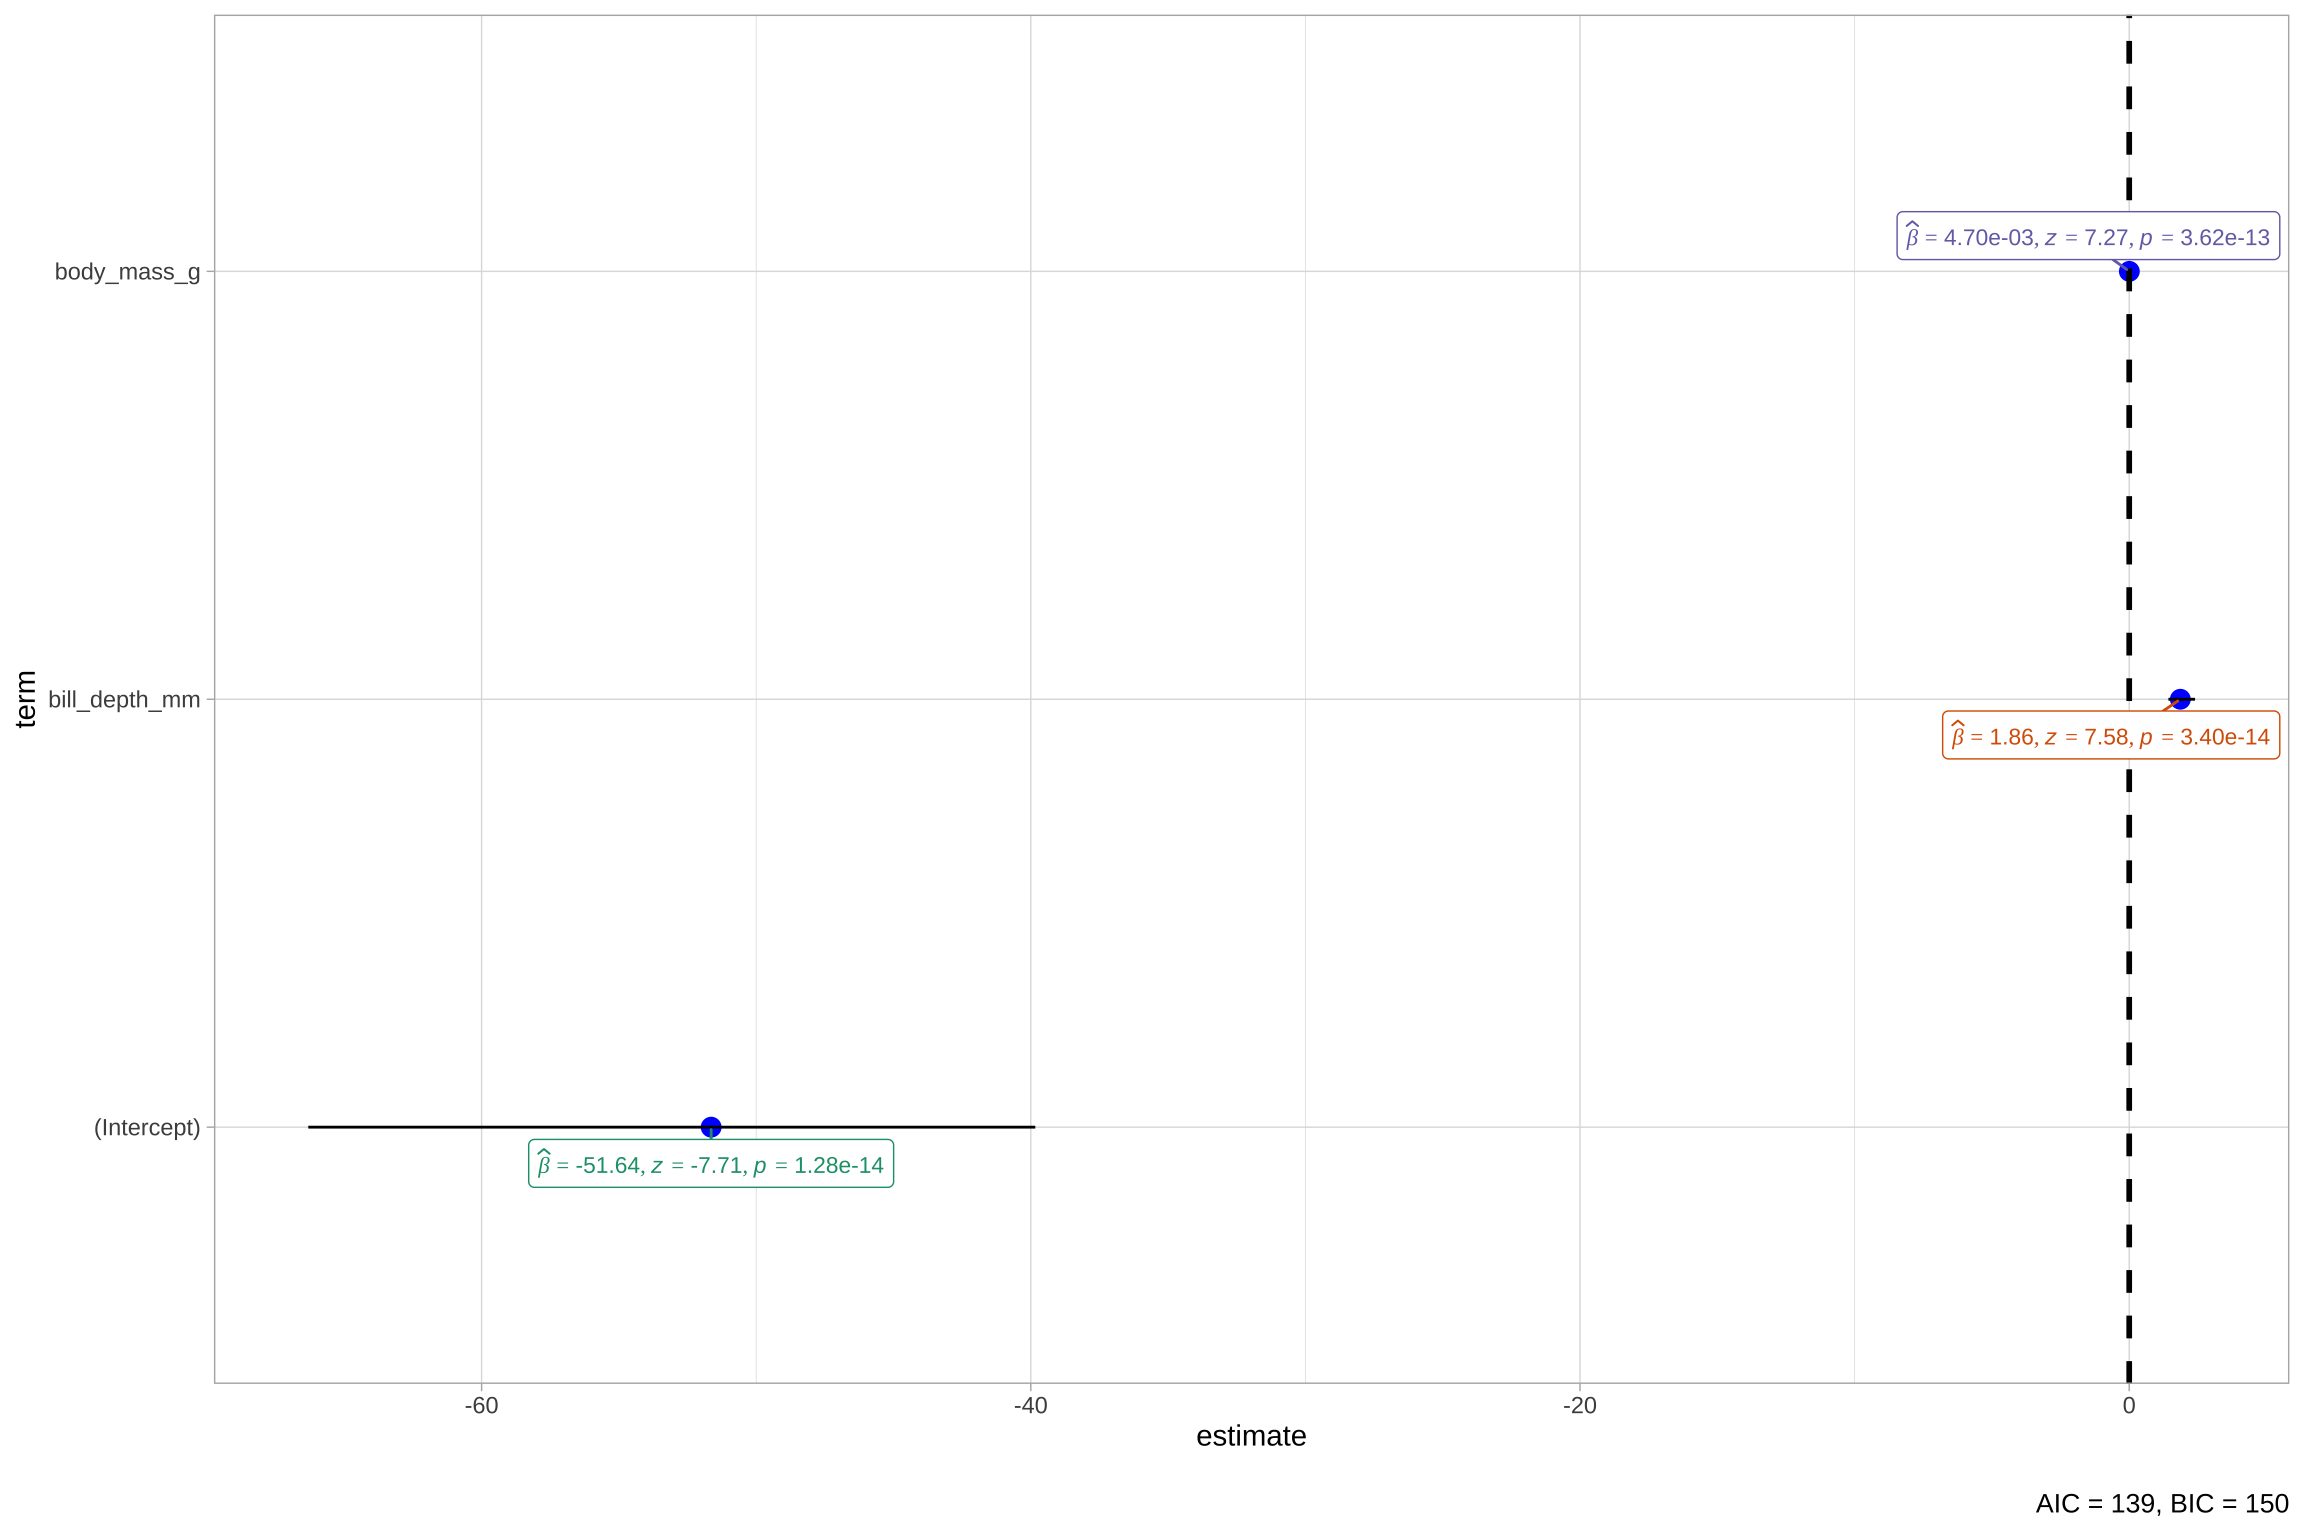 β̂ = 4.70e-03, z = 7.27, p = 3.62e-13
body_mass_g
term
bill_depth_mm
β̂ = 1.86, z = 7.58, p = 3.40e-14
(Intercept)
β̂ = -51.64, z = -7.71, p = 1.28e-14
-60 -40 -20 0
estimate
AIC = 139, BIC = 150